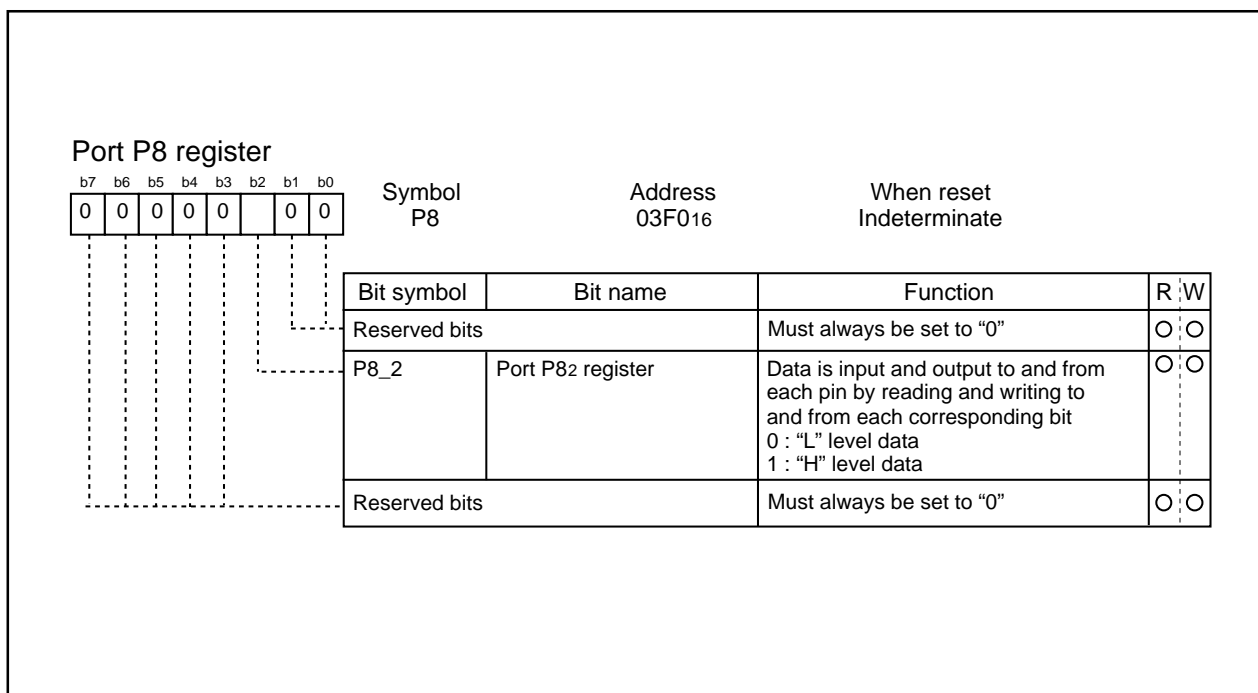 Port P8 register
b7 b6 b5 b4 b3 b2 b1 b0
0 0 0 0 0 0 0
Symbol Address When reset
P8 03F016 Indeterminate
Bit symbol Bit name Function R W
Reserved bits Must always be set to “0” O O
P8_2 Port P82 register Data is input and output to and from O O
each pin by reading and writing to
and from each corresponding bit
0 : “L” level data
1 : “H” level data
Reserved bits Must always be set to “0” O O